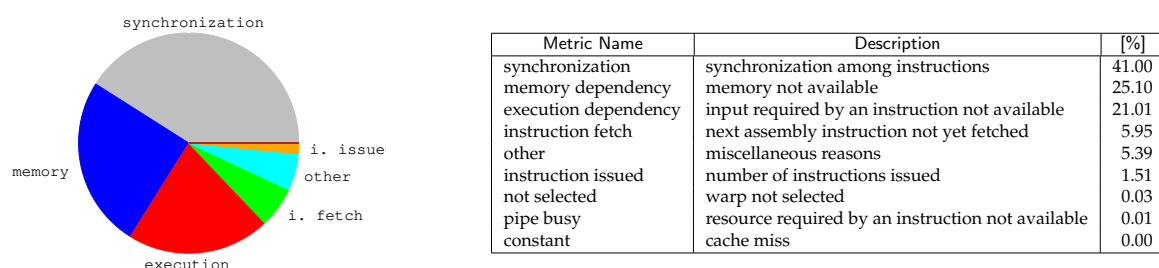 synchronization
memory
execution
i. fetch
other
i. issue
Metric Name Description [%]
synchronization synchronization among instructions 41.00
memory dependency memory not available 25.10
execution dependency input required by an instruction not available 21.01
instruction fetch next assembly instruction not yet fetched 5.95
other miscellaneous reasons 5.39
instruction issued number of instructions issued 1.51
not selected warp not selected 0.03
pipe busy resource required by an instruction not available 0.01
constant cache miss 0.00